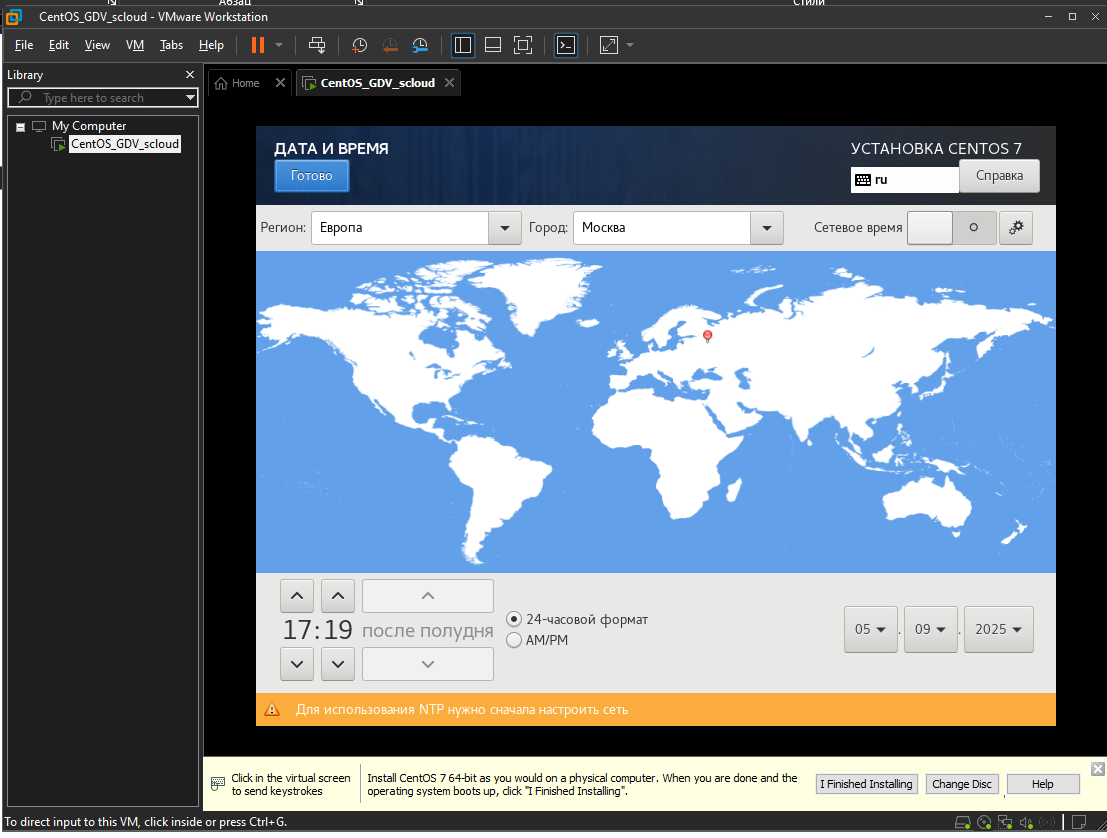 Абзац
Стили
CentOS_GDV_scloud - VMware Workstation
File Edit View VM Tabs Help
Library
Type here to search
My Computer
CentOS_GDV_scloud
Home
CentOS_GDV_scloud
ДАТА И ВРЕМЯ
УСТАНОВКА CENTOS 7
Готово
ru
Справка
Регион: Европа Город: Москва Сетевое время
17:19 после полудня
24-часовой формат
AM/PM
05 . 09 . 2025
Для использования NTP нужно сначала настроить сеть
Click in the virtual screen
to send keystrokes
Install CentOS 7 64-bit as you would on a physical computer. When you are done and the
operating system boots up, click "I Finished Installing".
I Finished Installing Change Disc Help
To direct input to this VM, click inside or press Ctrl+G.